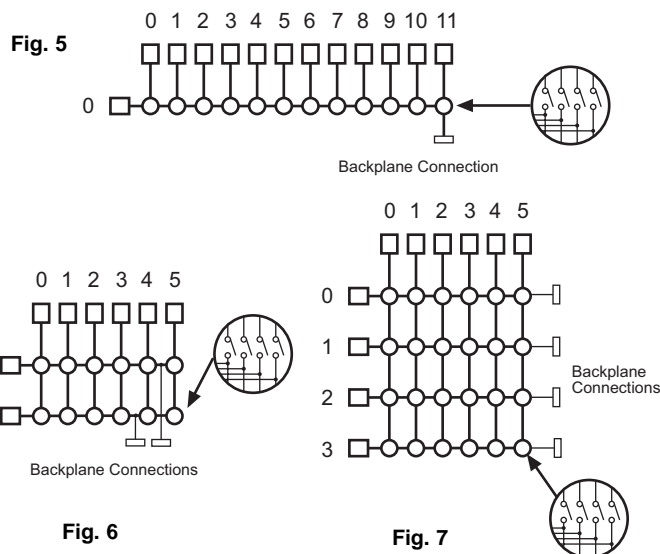 Fig. 5
0 1 2 3 4 5 6 7 8 9 10 11
0
Backplane Connection
0 1 2 3 4 5
Backplane Connections
Fig. 6
0 1 2 3 4 5
0
1
2
3
Backplane
Connections
Fig. 7